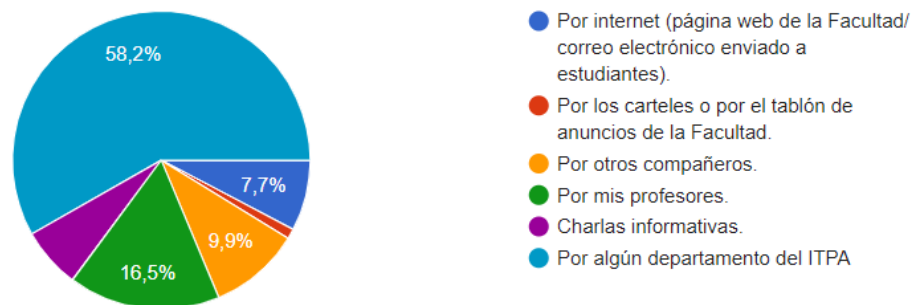 58,2%
7,7%
9,9%
16,5%
Por internet (página web de la Facultad/
correo electrónico enviado a
estudiantes).
Por los carteles o por el tablón de
anuncios de la Facultad.
Por otros compañeros.
Por mis profesores.
Charlas informativas.
Por algún departamento del ITPA